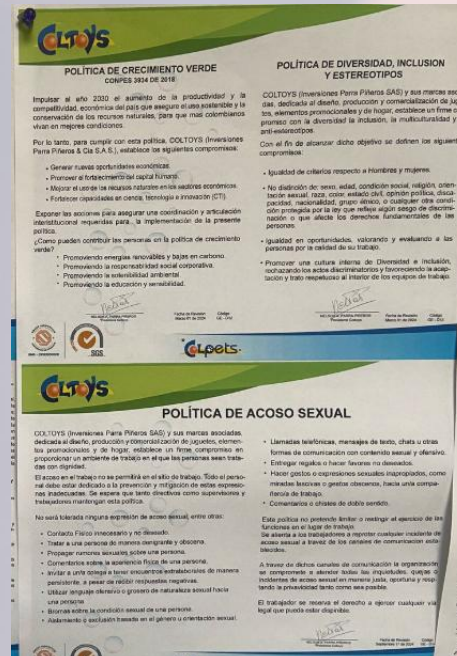 COLTOYS
POLÍTICA DE CRECIMIENTO VERDE
CONPES 3934 DE 2018
Impulsar al año 2030 el aumento de la productividad y la
competitividad, económica del país que asegure el uso sostenible y la
conservación de los recursos naturales, para que mas colombianos
vivan en mejores condiciones.
Por lo tanto, para cumplir con esta política, COLTOYS (Inversiones
Parra Piñeros & Cia S.A.S.), establece los siguientes compromisos:
• Generar nuevas oportunidades económicas.
• Promover el fortalecimiento del capital humano.
• Mejorar el uso de los recursos naturales en los sectores económicos.
• Fortalecer capacidades en ciencia, tecnología e innovación (CTI).
Exponer las acciones para asegurar una coordinación y articulación
interistitucional requeridas para la implementación de la presente
política.
¿Como pueden contribuir las personas en la política de crecimiento
verde?
• Promoviendo energías renovables y bajas en carbono.
• Promoviendo la responsabilidad social corporativa.
• Promoviendo la sostenibilidad ambiental.
• Promoviendo la educación y sensibilidad.
Fecha de Revisión
Código
SGS
POLÍTICA DE DIVERSIDAD, INCLUSION
Y ESTEREOTIPOS
COLTOYS (Inversiones Parra Piñeros SAS) y sus marcas asocia
das, dedicada al diseño, producción y comercialización de jugue
tes, elementos promocionales y de hogar, establece un firme com
promiso con la diversidad la inclusión, la multiculturalidad y
anti-estereotipos.
Con el fin de alcanzar dicho objetivo se definen los siguientes
compromisos:
• Igualdad de criterios respecto a Hombres y mujeres.
• No distinción de: sexo, edad, condición social, religión, orien
tación sexual, raza, color, estado civil, opinión política, disca-
pacidad, nacionalidad, grupo étnico, o cualquier otra condi-
ción protegida por la ley que refleje algún sesgo de discrimi-
nación o que afecte los derechos fundamentales de las
personas.
• Igualdad en oportunidades, valorando y evaluando a las
personas por la calidad de su trabajo.
• Promover una cultura interna de Diversidad e Inclusión,
rechazando los actos discriminatorios y favoreciendo la acep-
tación y trato respetuoso al interior de los equipos de trabajo.
Fecha de Revisión
Código
Colpets
COLTOYS
POLÍTICA DE ACOSO SEXUAL
COLTOYS (Inversiones Parra Piñeros SAS) y sus marcas asociadas,
dedicada al diseño, producción y comercialización de juguetes, elemen-
tos promocionales y de hogar, establece un firme compromiso en
proporcionar un ambiente de trabajo en el que las personas sean trata-
das con dignidad.
El acoso en el trabajo no se permitirá en el sitio de trabajo. Todo el perso-
nal debe estar dedicado a la prevención y mitigación de estas expresio-
nes inadecuadas. Se espera que tanto directivos como supervisores y
trabajadores mantengan esta política.
No será tolerada ninguna expresión de acoso sexual, entre otras:
• Contacto Físico innecesario y no deseado.
• Tratar a una persona de manera denigrante y obscena.
• Propagar rumores sexuales sobre una persona.
• Comentarios sobre la apariencia física de una persona.
• Invitar a un/a colega a tener encuentros extralaborales de manera
persistente, a pesar de recibir respuestas negativas.
• Utilizar lenguaje ofensivo o grosero de naturaleza sexual hacia
una persona
• Bromas sobre la condición sexual de una persona.
• Aislamiento o exclusión basada en el género u orientación sexual.
• Llamadas telefónicas, mensajes de texto, chats u otras
formas de comunicación con contenido sexual y ofensivo.
• Entregar regalos o hacer favores no deseados.
• Hacer gestos o expresiones sexuales inapropiados, como
miradas lascivas o gestos obscenos, hacia un/a compa-
ñero/a de trabajo.
• Comentarios o chistes de doble sentido.
Esta política no pretende limitar o restringir el ejercicio de las
funciones en el lugar de trabajo.
Se alienta a los trabajadores a reportar cualquier incidente de
acoso sexual a través de los canales de comunicación esta-
blecidos.
A través de dichos canales de comunicación la organización
se compromete a atender todas las inquietudes, quejas o
incidentes de acoso sexual en manera justa, oportuna y respe-
tando la privacividad tanto como sea posible.
El trabajador se reserva el derecho a ejercer cualquier vía
legal que pueda estar disponible.
Fecha de Revisión
Código